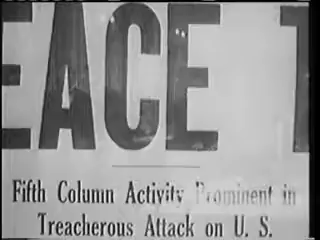 EACE T
Fifth Column Activity Prominent in
Treacherous Attack on U. S.